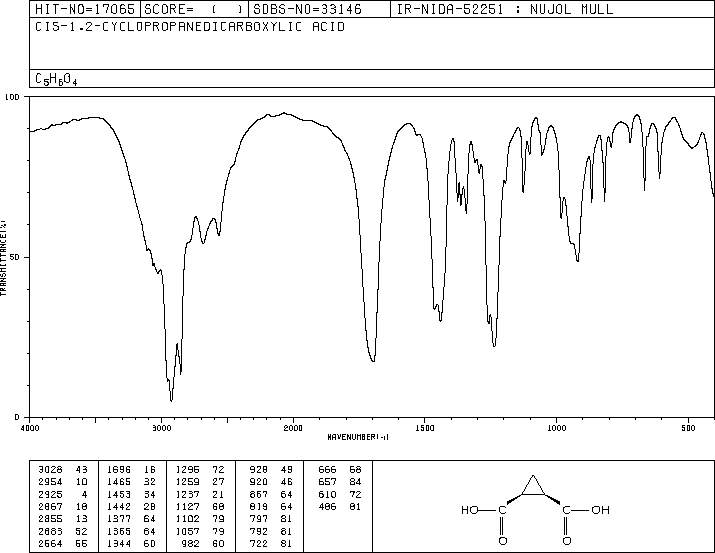 HIT-NO=17065 SCORE= ( ) SDBS-NO=33146 IR-NIDA-52251 : NUJOL MULL
CIS-1.2-CYCLOPROPANEDICARBOXYLIC ACID
C5H6O4
100
50
0
TRANSMITTANCE(%)
4000 3000 2000 1500 1000 500
WAVENUMBER(-1)
3028 43 1696 16 1296 72 928 49 666 68
2954 10 1465 32 1259 27 920 46 657 84
2925 4 1453 34 1237 21 867 64 610 72
2867 18 1442 28 1127 68 819 64 406 81
2855 13 1377 64 1102 79 797 81
52 1365 64 1057 79 792 81
2564 55 1344 60 982 60 722 81
HO C C OH
O O